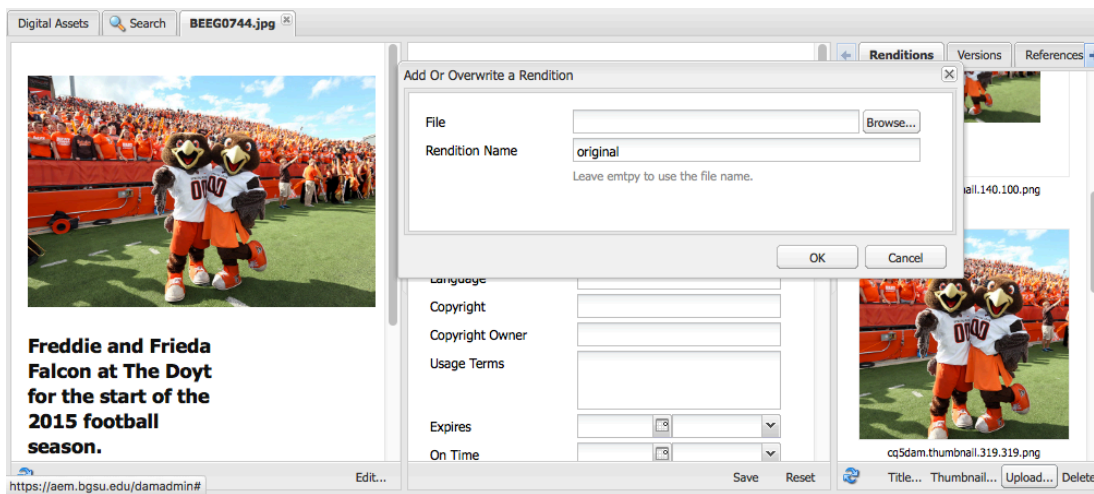 Digital Assets
Search
BEEG0744.jpg
Renditions
Versions
References
Add Or Overwrite a Rendition
File
Browse...
Rendition Name
original
Leave emtpy to use the file name.
OK
Cancel
ail.140.100.png
Language
Copyright
Copyright Owner
Usage Terms
Expires
On Time
Freddie and Frieda
Falcon at The Doyt
for the start of the
2015 football
season.
cq5dam.thumbnail.319.319.png
Edit...
Save
Reset
Title...
Thumbnail...
Upload...
Delete
https://aem.bgsu.edu/damadmin#